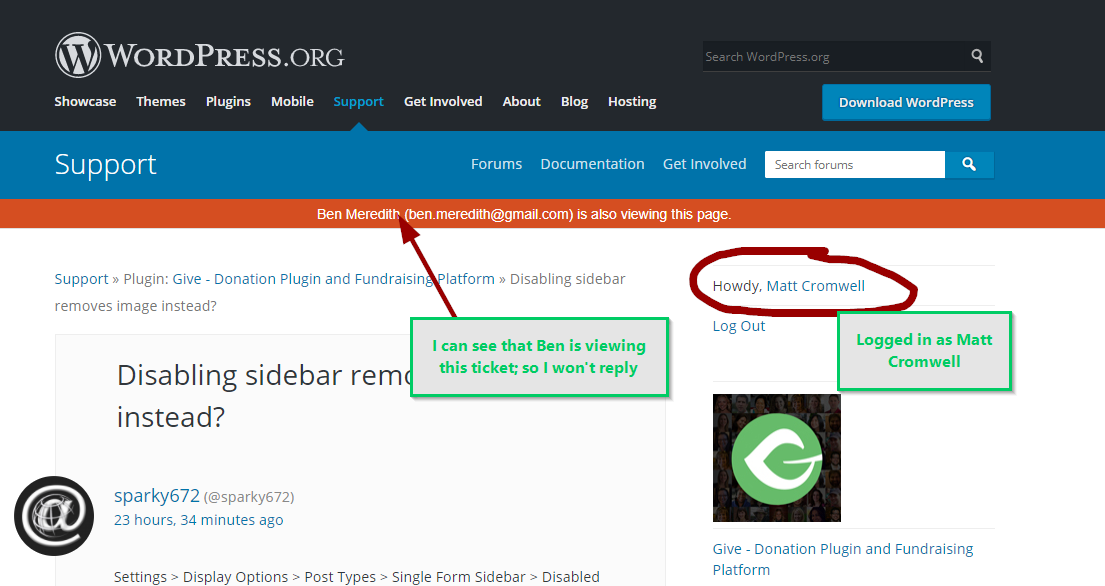 WORDPRESS.ORG
Search WordPress.org
Showcase Themes Plugins Mobile Support Get Involved About Blog Hosting
Download WordPress
Support
Forums Documentation Get Involved
Search forums
Ben Meredith (ben.meredith@gmail.com) is also viewing this page.
Support » Plugin: Give - Donation Plugin and Fundraising Platform » Disabling sidebar
removes image instead?
Howdy, Matt Cromwell
Log Out
I can see that Ben is viewing
this ticket; so I won't reply
Logged in as Matt
Cromwell
Disabling sidebar
instead?
sparky672 (@sparky672)
23 hours, 34 minutes ago
Settings > Display Options > Post Types > Single Form Sidebar > Disabled
Give - Donation Plugin and Fundraising
Platform